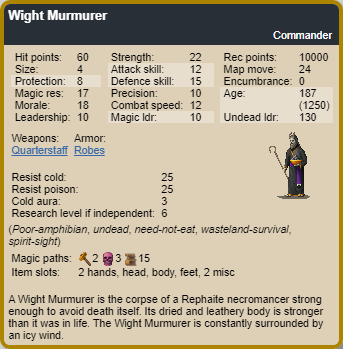 Wight Murmurer
Commander
Hit points: 60 Strength: 22 Rec points: 10000
Size: 4 Attack skill: 12 Map move: 24
Protection: 8 Defence skill: 15 Encumbrance: 0
Magic res: 17 Precision: 10 Age: 187
Morale: 18 Combat speed: 12 (1250)
Leadership: 10 Magic ldr: 10 Undead ldr: 130
Weapons: Armor:
Quarterstaff Robes
Resist cold: 25
Resist poison: 25
Cold aura: 3
Research level if independent: 6
(Poor-amphibian, undead, need-not-eat, wasteland-survival,
spirit-sight)
Magic paths: 2 3 15
Item slots: 2 hands, head, body, feet, 2 misc
A Wight Murmurer is the corpse of a Rephaite necromancer strong
enough to avoid death itself. Its dried and leathery body is stronger
than it was in life. The Wight Murmurer is constantly surrounded by
an icy wind.